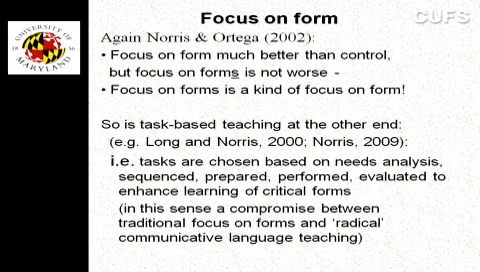 Focus on form
CUFS
UNIVERSITY OF
18 56
MARYLAND
Again Norris & Ortega (2002):
• Focus on form much better than control,
but focus on forms is not worse -
• Focus on forms is a kind of focus on form!
So is task-based teaching at the other end:
(e.g. Long and Norris, 2000; Norris, 2009):
i.e. tasks are chosen based on needs analysis,
sequenced, prepared, performed, evaluated to
enhance learning of critical forms
(in this sense a compromise between
traditional focus on forms and ‘radical’
communicative language teaching)